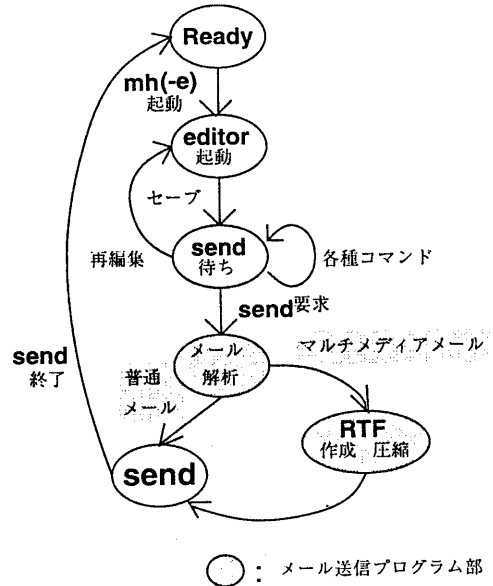 Ready
mh(-e)
起動
editor
起動
セーブ
send
待ち
再編集
各種コマンド
send要求
マルチメディアメール
メール
解析
普通
メール
send
終了
RTF
作成 圧縮
send
: メール送信プログラム部